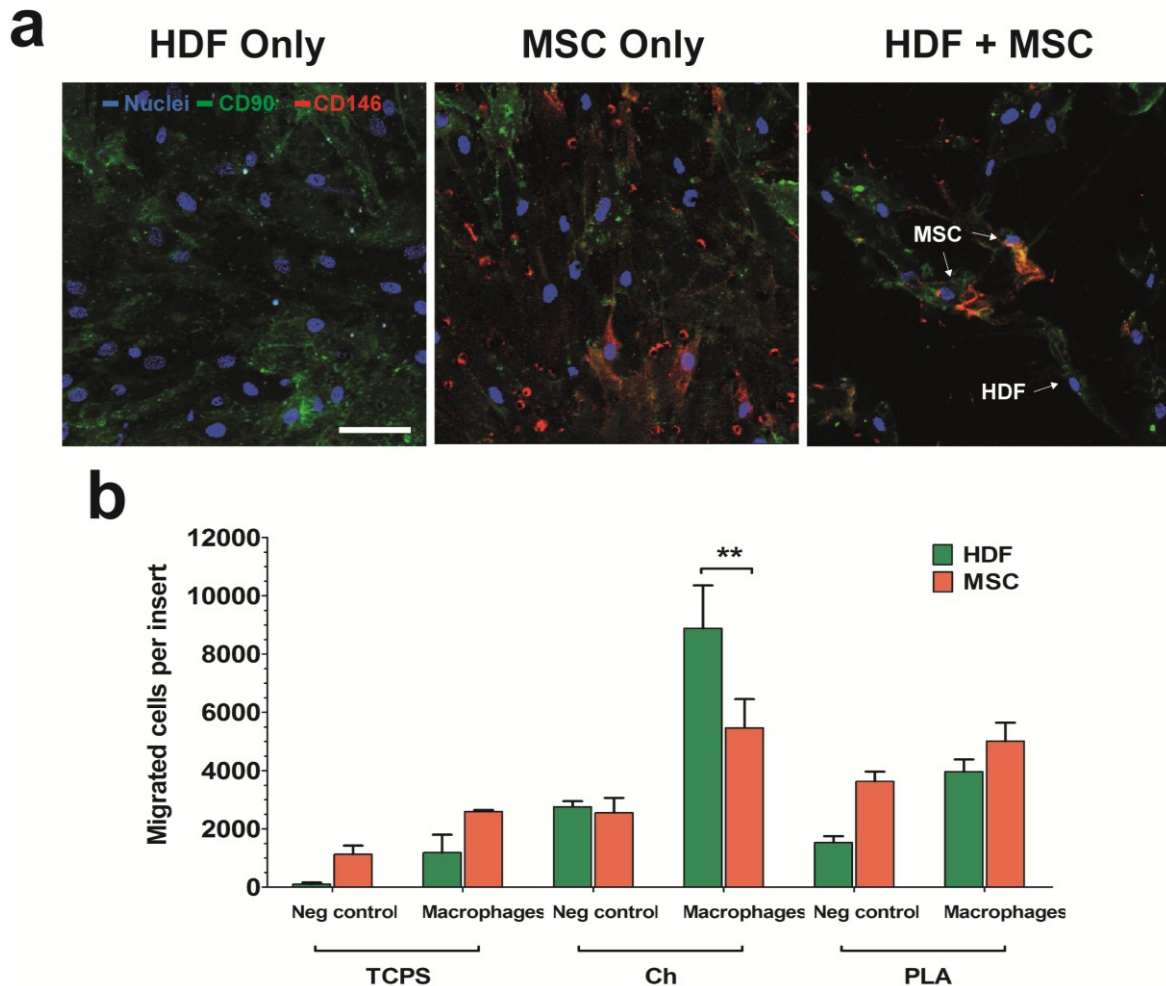 a
HDF Only
MSC Only
HDF + MSC
Nuclei CD90 CD146
MSC
HDF
b
Migrated cells per insert
12000
10000
8000
6000
4000
2000
0
**
HDF
MSC
Neg control Macrophages Neg control Macrophages Neg control Macrophages
TCPS Ch PLA